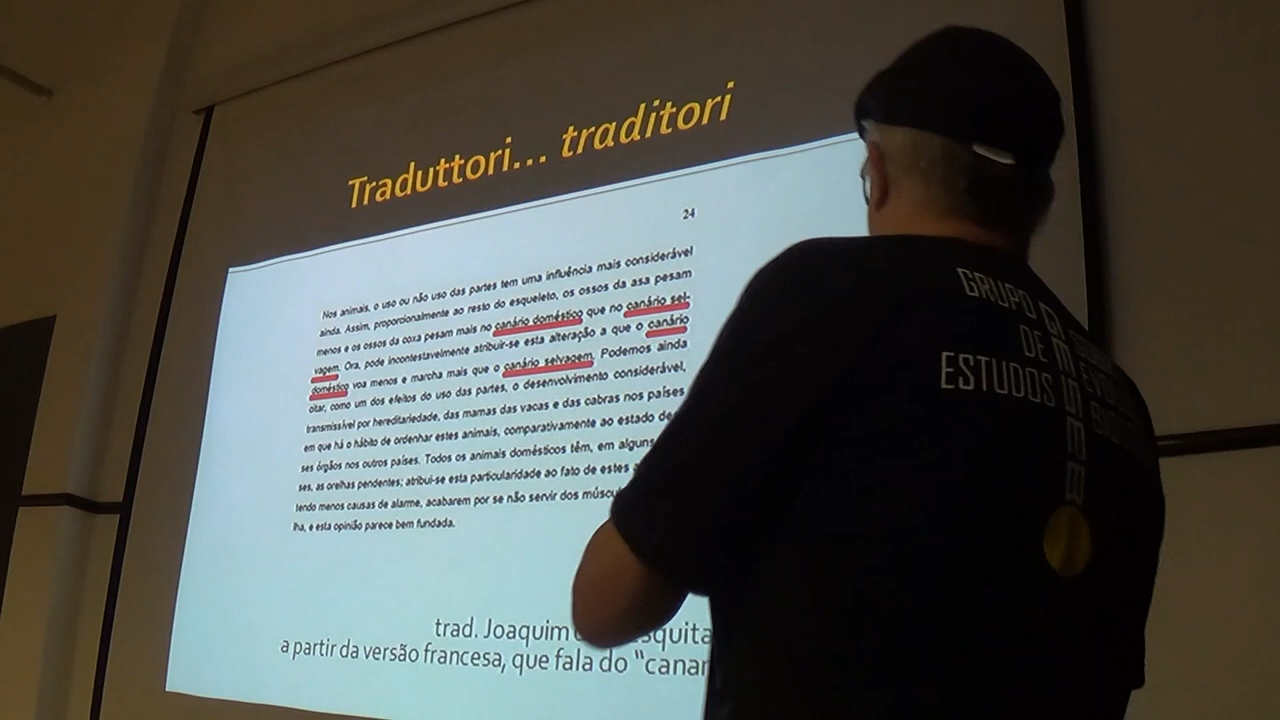 Traduttori... traditori
24
Nos animais, o uso ou não uso das partes tem uma influência mais considerável
ainda. Assim, proporcionalmente ao resto do esqueleto, os ossos da asa pesam
menos e os ossos da coxa pesam mais no canário doméstico que no canário sel-
vagem. Ora, pode incontestavelmente atribuir-se esta alteração a que o canário
doméstico voa menos e marcha mais que o canário selvagem. Podemos ainda
citar, como um dos efeitos do uso das partes, o desenvolvimento considerável,
transmissível por hereditariedade, das mamas das vacas e das cabras nos países
em que há o hábito de ordenhar estes animais, comparativamente ao estado
ses órgãos nos outros países. Todos os animais domésticos têm, em alguns
ses, as orelhas pendentes; atribui-se esta particularidade ao fato de estes
tendo menos causas de alarme, acabarem por se não servir dos
lha, e esta opinião parece bem fundada.
trad. Joaquim
a partir da versão francesa, que fala do
GRUPO
DE
ESTUDOS